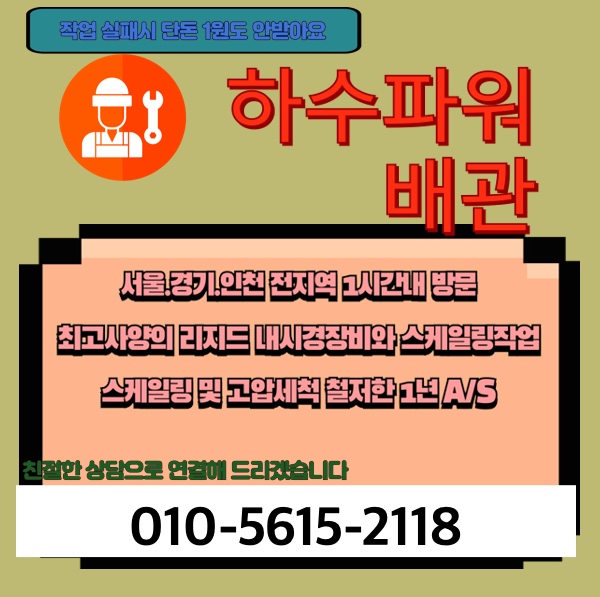 작업 실패시 단돈 1원도 안받아요
하수파워
배관
서울.경기.인천 전지역 1시간내 방문
최고사양의 리지드 내시경장비와 스케일링작업
스케일링 및 고압세척 철저한 1년 A/S
친절한 상담으로 연결해 드리겠습니다
010-5615-2118